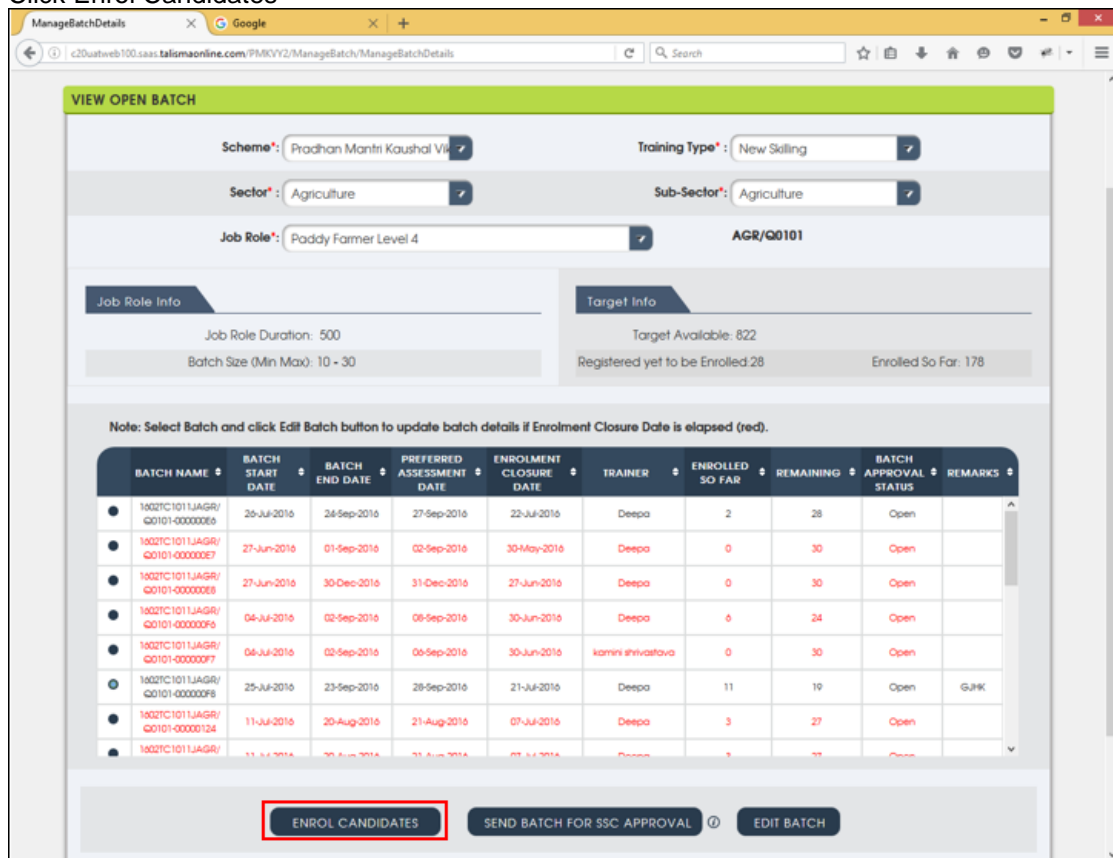 Click Enrol Candidates
ManageBatchDetails
Google
c20uatweb100.saas.talismaonline.com/PMKVY2/ManageBatch/ManageBatchDetails
Search
VIEW OPEN BATCH
Scheme*: Pradhan Mantri Kaushal Vik
Training Type* : New Skilling
Sector* : Agriculture
Sub-Sector*: Agriculture
Job Role*: Paddy Farmer Level 4
AGR/Q0101
Job Role Info
Target Info
Job Role Duration: 500
Target Available: 822
Batch Size (Min Max): 10 - 30
Registered yet to be Enrolled:28 Enrolled So Far: 178
Note: Select Batch and click Edit Batch button to update batch details if Enrolment Closure Date is elapsed (red).
BATCH NAME BATCH START DATE BATCH END DATE PREFERRED ASSESSMENT DATE ENROLMENT CLOSURE DATE TRAINER ENROLLED SO FAR REMAINING BATCH APPROVAL STATUS REMARKS
1602TC1011JAGR/Q0101-000000E6 26-Jul-2016 24-Sep-2016 27-Sep-2016 22-Jul-2016 Deepa 2 28 Open
1602TC1011JAGR/Q0101-000000E7 27-Jun-2016 01-Sep-2016 02-Sep-2016 30-May-2016 Deepa 0 30 Open
1602TC1011JAGR/Q0101-000000E8 27-Jun-2016 30-Dec-2016 31-Dec-2016 27-Jun-2016 Deepa 0 30 Open
1602TC1011JAGR/Q0101-000000F6 04-Jul-2016 02-Sep-2016 08-Sep-2016 30-Jun-2016 Deepa 6 24 Open
1602TC1011JAGR/Q0101-000000F7 06-Jul-2016 02-Sep-2016 06-Sep-2016 30-Jun-2016 kamini shrivastava 0 30 Open
1602TC1011JAGR/Q0101-000000F8 25-Jul-2016 23-Sep-2016 28-Sep-2016 21-Jul-2016 Deepa 11 19 Open GJHK
1602TC1011JAGR/Q0101-00000124 11-Jul-2016 20-Aug-2016 21-Aug-2016 07-Jul-2016 Deepa 3 27 Open
1602TC1011JAGR/
ENROL CANDIDATES
SEND BATCH FOR SSC APPROVAL
EDIT BATCH